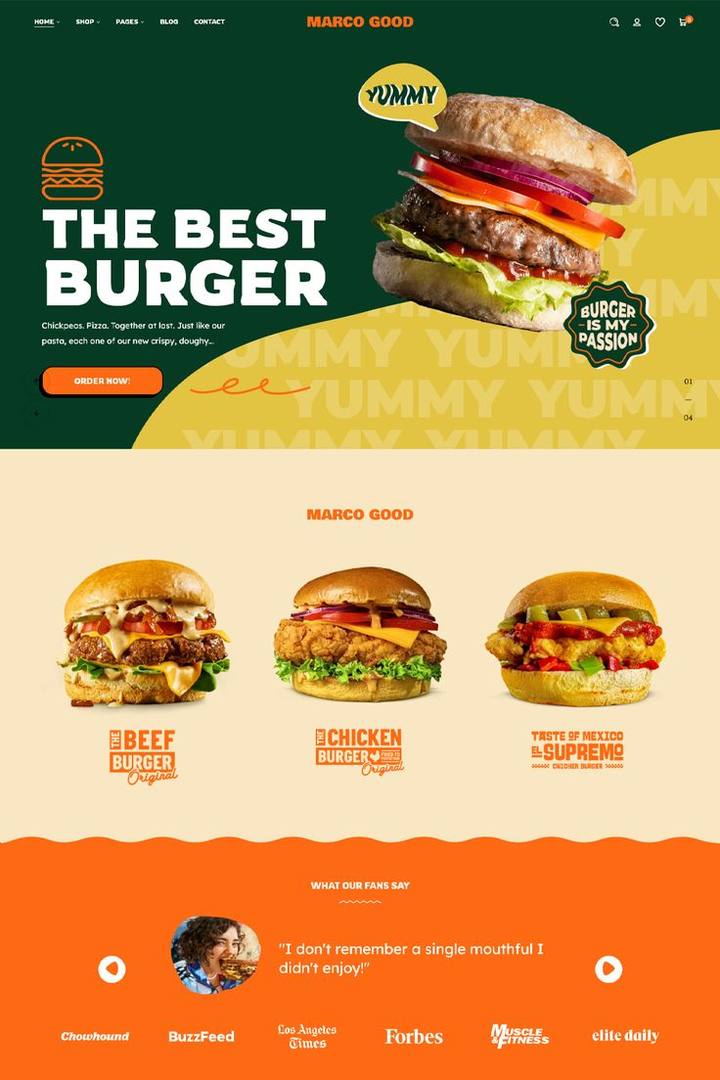 HOME
SHOP
PAGES
BLOG
CONTACT
MARCO GOOD
YUMMY
THE BEST
BURGER
Chickpeas. Pizza. Together at last. Just like our
pasta, each one of our new crispy, doughy...
ORDER NOW!
BURGER
IS MY
PASSION
YUMMY
YUMMY YUMMY
YUMMY YUMMY
YUMMY YUMMY
01
04
MARCO GOOD
THE BEEF
BURGER
Original
THE CHICKEN
BURGER
Original
TASTE OF MEXICO
EL SUPREMO
CHICKEN BURGER
WHAT OUR FANS SAY
"I don't remember a single mouthful I
didn't enjoy!"
Chowhound
BuzzFeed
Los Angeles
Times
Forbes
MUSCLE
&FITNESS
elite daily